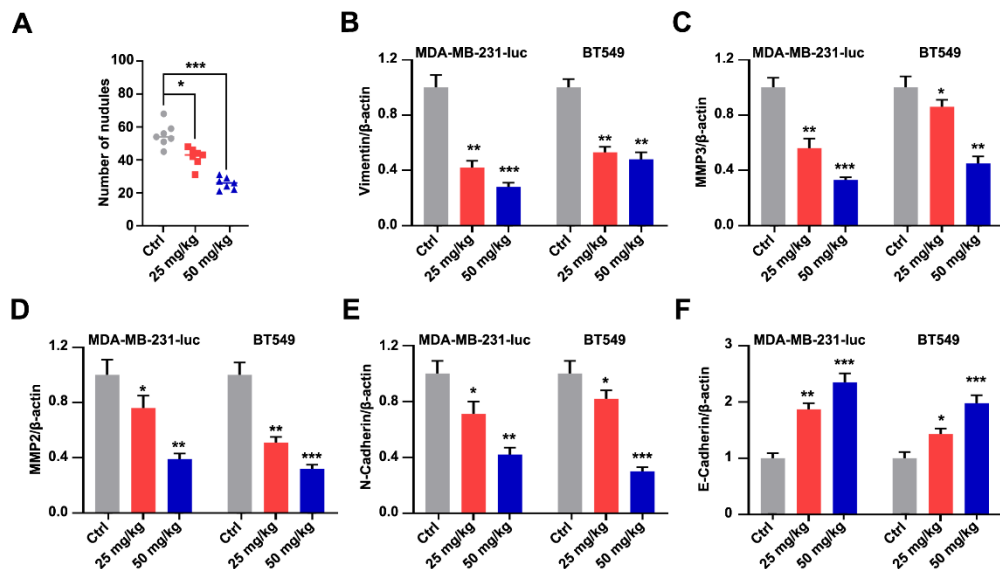 A
Number of nudules
100
80
60
40
20
0
***
*
Ctrl
25 mg/kg
50 mg/kg
B
MDA-MB-231-luc
BT549
Vimentin/β-actin
1.2
0.8
0.4
0.0
**
***
**
**
Ctrl
25 mg/kg
50 mg/kg
Ctrl
25 mg/kg
50 mg/kg
C
MDA-MB-231-luc
BT549
MMP3/β-actin
1.2
0.8
0.4
0.0
**
***
*
**
Ctrl
25 mg/kg
50 mg/kg
Ctrl
25 mg/kg
50 mg/kg
D
MDA-MB-231-luc
BT549
MMP2/β-actin
1.2
0.8
0.4
0.0
*
**
**
***
Ctrl
25 mg/kg
50 mg/kg
Ctrl
25 mg/kg
50 mg/kg
E
MDA-MB-231-luc
BT549
N-Cadherin/β-actin
1.2
0.8
0.4
0.0
*
**
*
***
Ctrl
25 mg/kg
50 mg/kg
Ctrl
25 mg/kg
50 mg/kg
F
MDA-MB-231-luc
BT549
E-Cadherin/β-actin
3
2
1
0
**
***
*
***
Ctrl
25 mg/kg
50 mg/kg
Ctrl
25 mg/kg
50 mg/kg